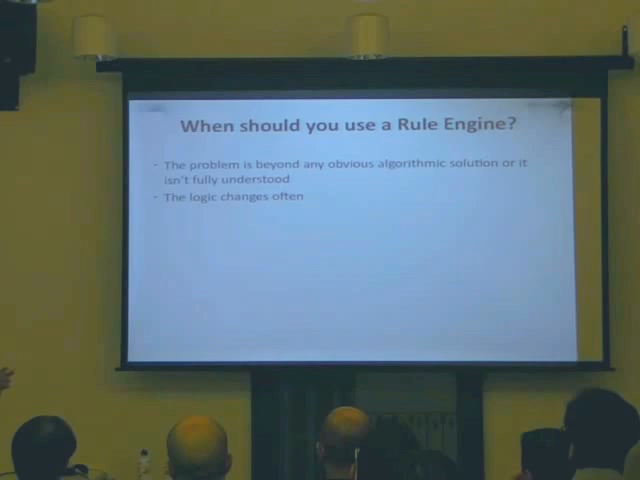 When should you use a Rule Engine?
• The problem is beyond any obvious algorithmic solution or it
isn't fully understood
• The logic changes often